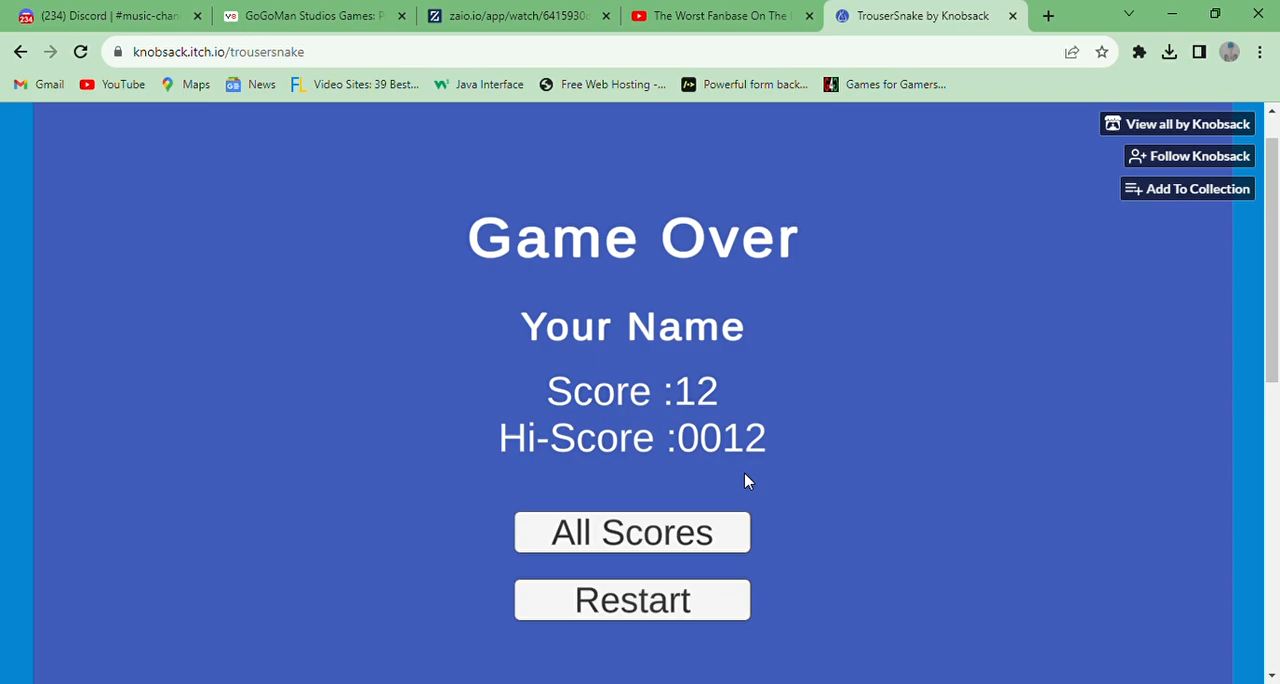 (234) Discord | #music-chan
GoGoMan Studios Games: P
zaio.io/app/watch/6415930
The Worst Fanbase On The
TrouserSnake by Knobsack
knobsack.itch.io/trousersnake
Gmail
YouTube
Maps
News
Video Sites: 39 Best...
Java Interface
Free Web Hosting -...
Powerful form back...
Games for Gamers...
View all by Knobsack
Follow Knobsack
Add To Collection
Game Over
Your Name
Score :12
Hi-Score :0012
All Scores
Restart